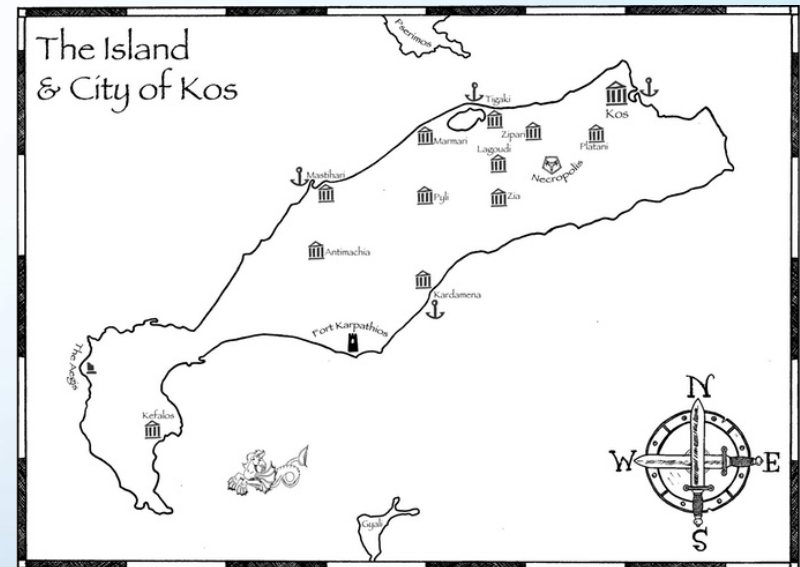 The Island
& City of Kos
Pserimos
Tigaki
Kos
Marmari
Zipari
Platani
Lagoudi
Necropolis
Mastihari
Pyli
Zia
Antimachia
Kardamena
Fort Karpathios
The Aegis
Kefalos
Gyali
N
W
E
S